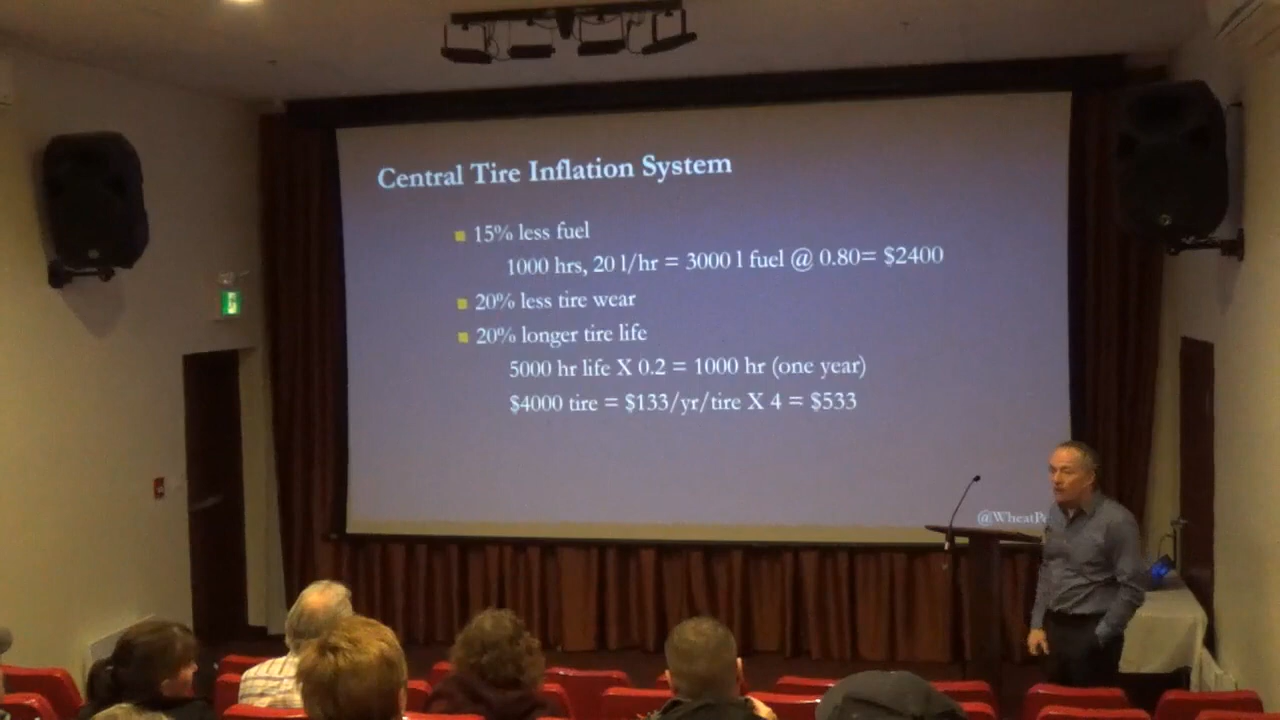 Central Tire Inflation System
15% less fuel
1000 hrs, 20 l/hr = 3000 l fuel @ 0.80= $2400
20% less tire wear
20% longer tire life
5000 hr life X 0.2 = 1000 hr (one year)
$4000 tire = $133/yr/tire X 4 = $533